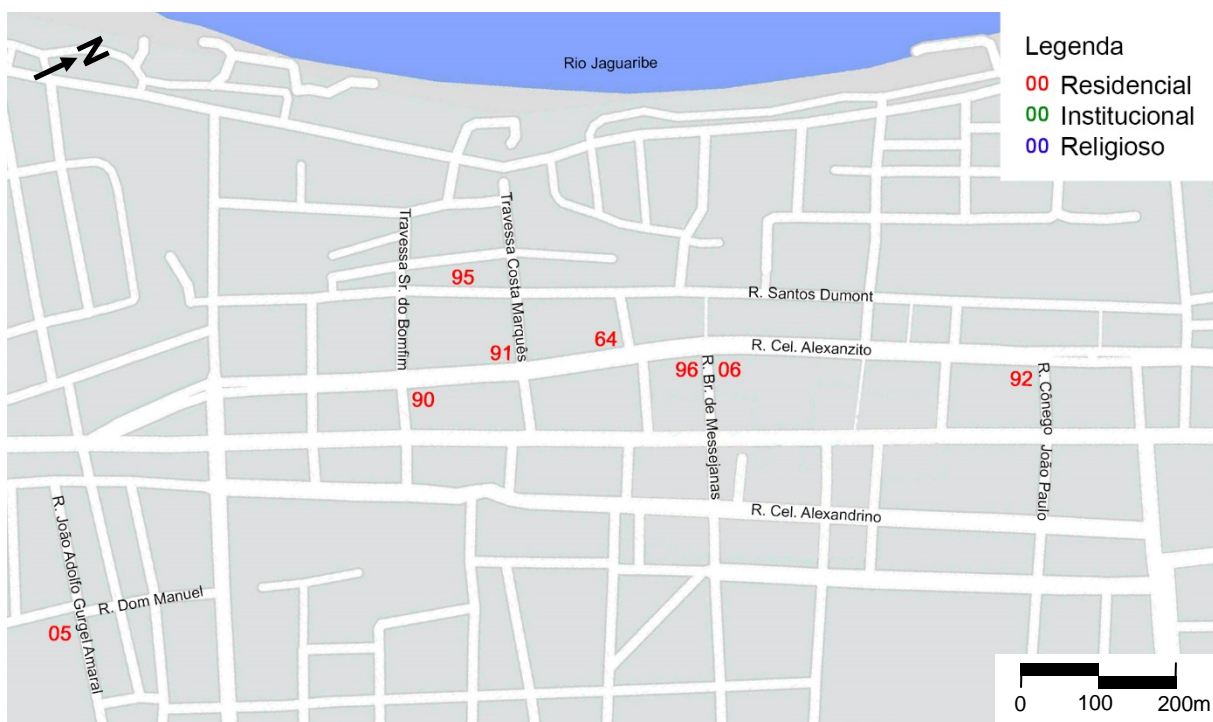 N
Rio Jaguaribe
Legenda
00 Residencial
00 Institucional
00 Religioso
Travessa Sr. do Bomfim
Travessa Costa Marquês
95
R. Santos Dumont
64
91
R. Cel. Alexanzito
96
06
R. Br. de Messejanas
92
R. Cônego João Paulo
90
R. Cel. Alexandrino
R. João Adolfo Gurgel Amaral
R. Dom Manuel
05
0 100 200m